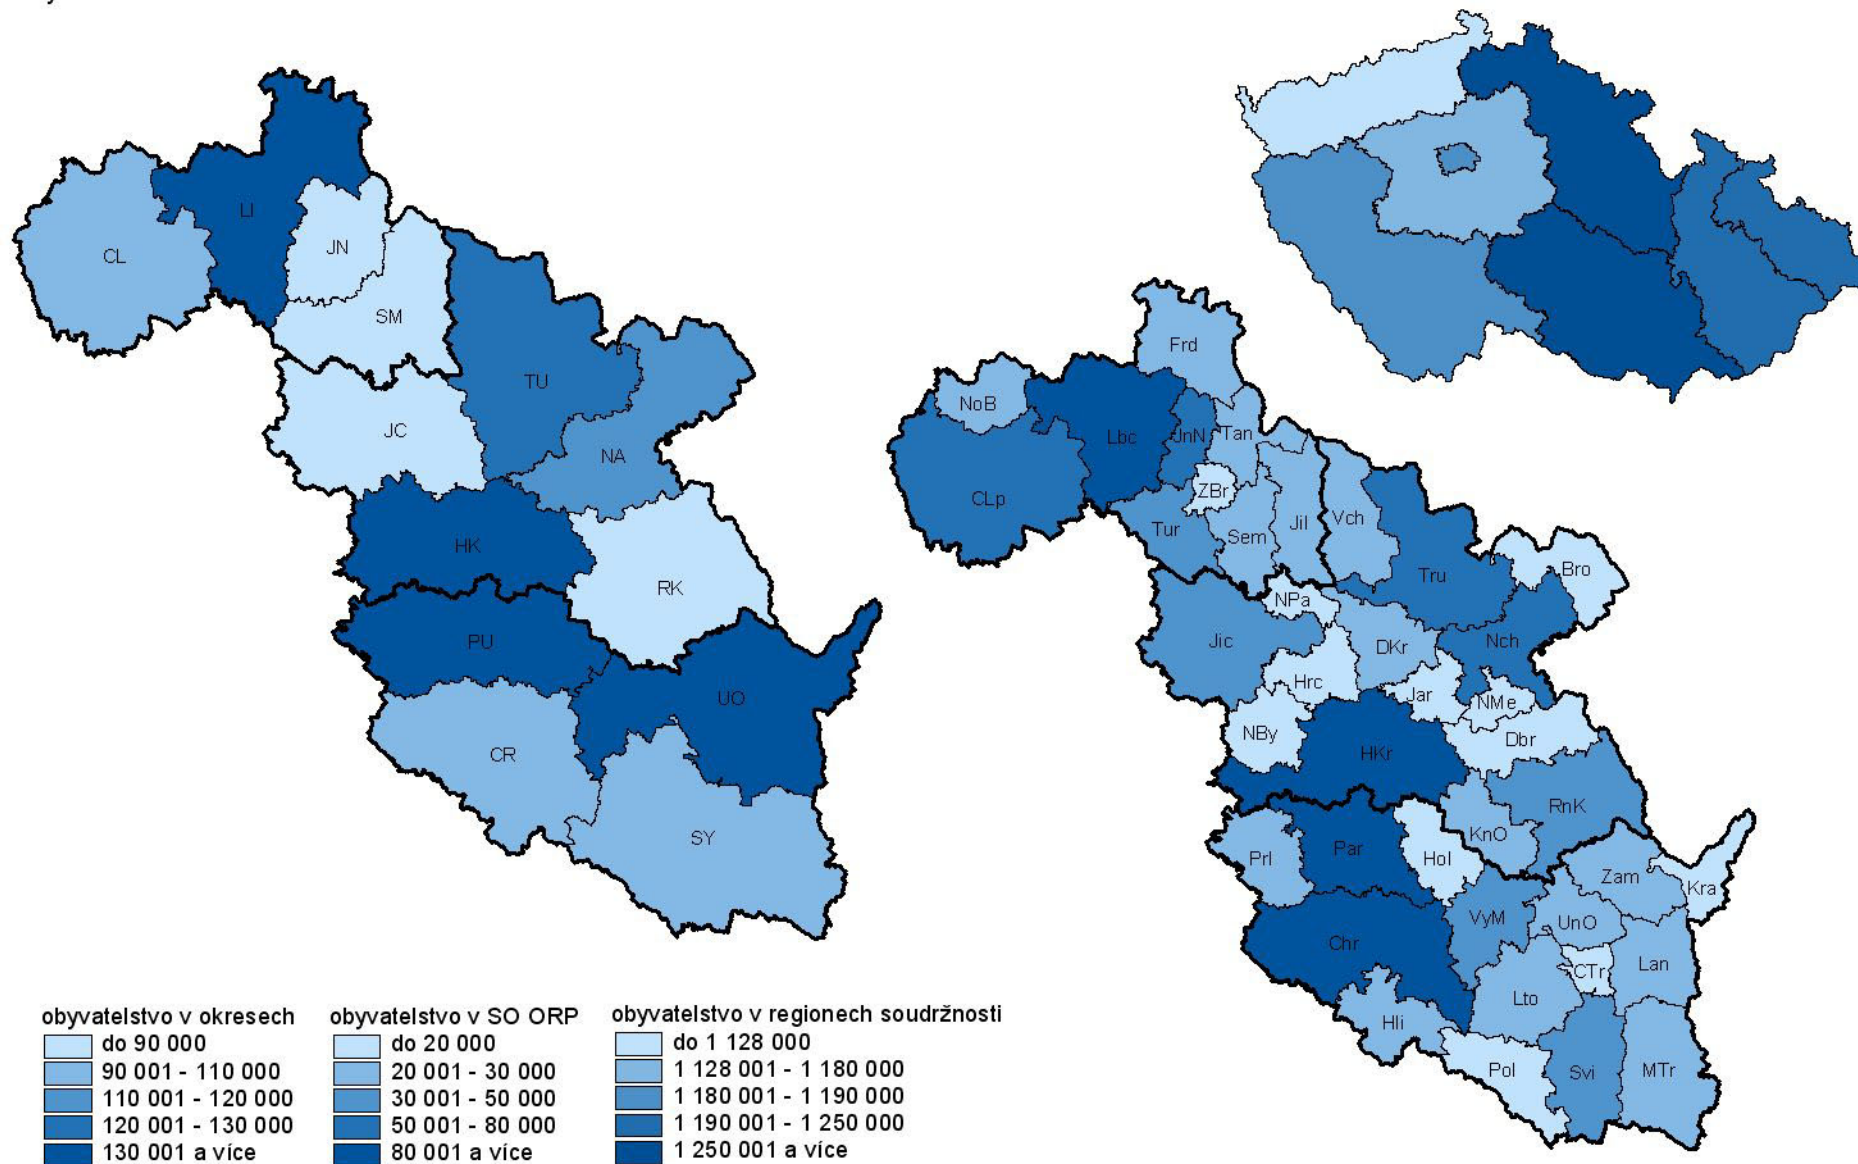 LI
CL
JN
SM
TU
JC
NA
HK
RK
PU
UO
CR
SY
Frd
NoB
Lbc
JnN
Tan
CLp
ZBr
Tur
Sem
Jil
Vch
Tru
Bro
NPa
Jic
DKr
Nch
Hrc
Jar
NMe
NBy
HKr
Dbr
RnK
KnO
Prl
Par
Hol
Zam
Kra
VyM
UnO
Chr
CTr
Lan
Lto
Hli
Pol
Svi
MTr
obyvatelstvo v okresech
do 90 000
90 001 - 110 000
110 001 - 120 000
120 001 - 130 000
130 001 a více
obyvatelstvo v SO ORP
do 20 000
20 001 - 30 000
30 001 - 50 000
50 001 - 80 000
80 001 a více
obyvatelstvo v regionech soudržnosti
do 1 128 000
1 128 001 - 1 180 000
1 180 001 - 1 190 000
1 190 001 - 1 250 000
1 250 001 a více